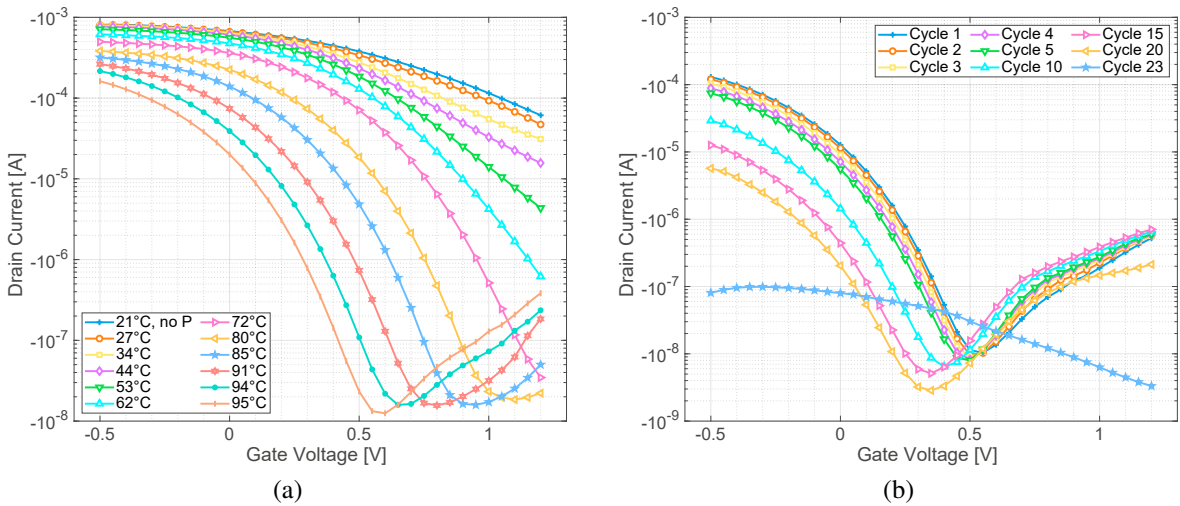 -10⁻³
-10⁻⁴
-10⁻⁵
-10⁻⁶
-10⁻⁷
-10⁻⁸
Drain Current [A]
21°C, no P
27°C
34°C
44°C
53°C
62°C
72°C
80°C
85°C
91°C
94°C
95°C
-0.5 0 0.5 1
Gate Voltage [V]
(a)
-10⁻³
-10⁻⁴
-10⁻⁵
-10⁻⁶
-10⁻⁷
-10⁻⁸
-10⁻⁹
Drain Current [A]
Cycle 1 Cycle 4 Cycle 15
Cycle 2 Cycle 5 Cycle 20
Cycle 3 Cycle 10 Cycle 23
-0.5 0 0.5 1
Gate Voltage [V]
(b)